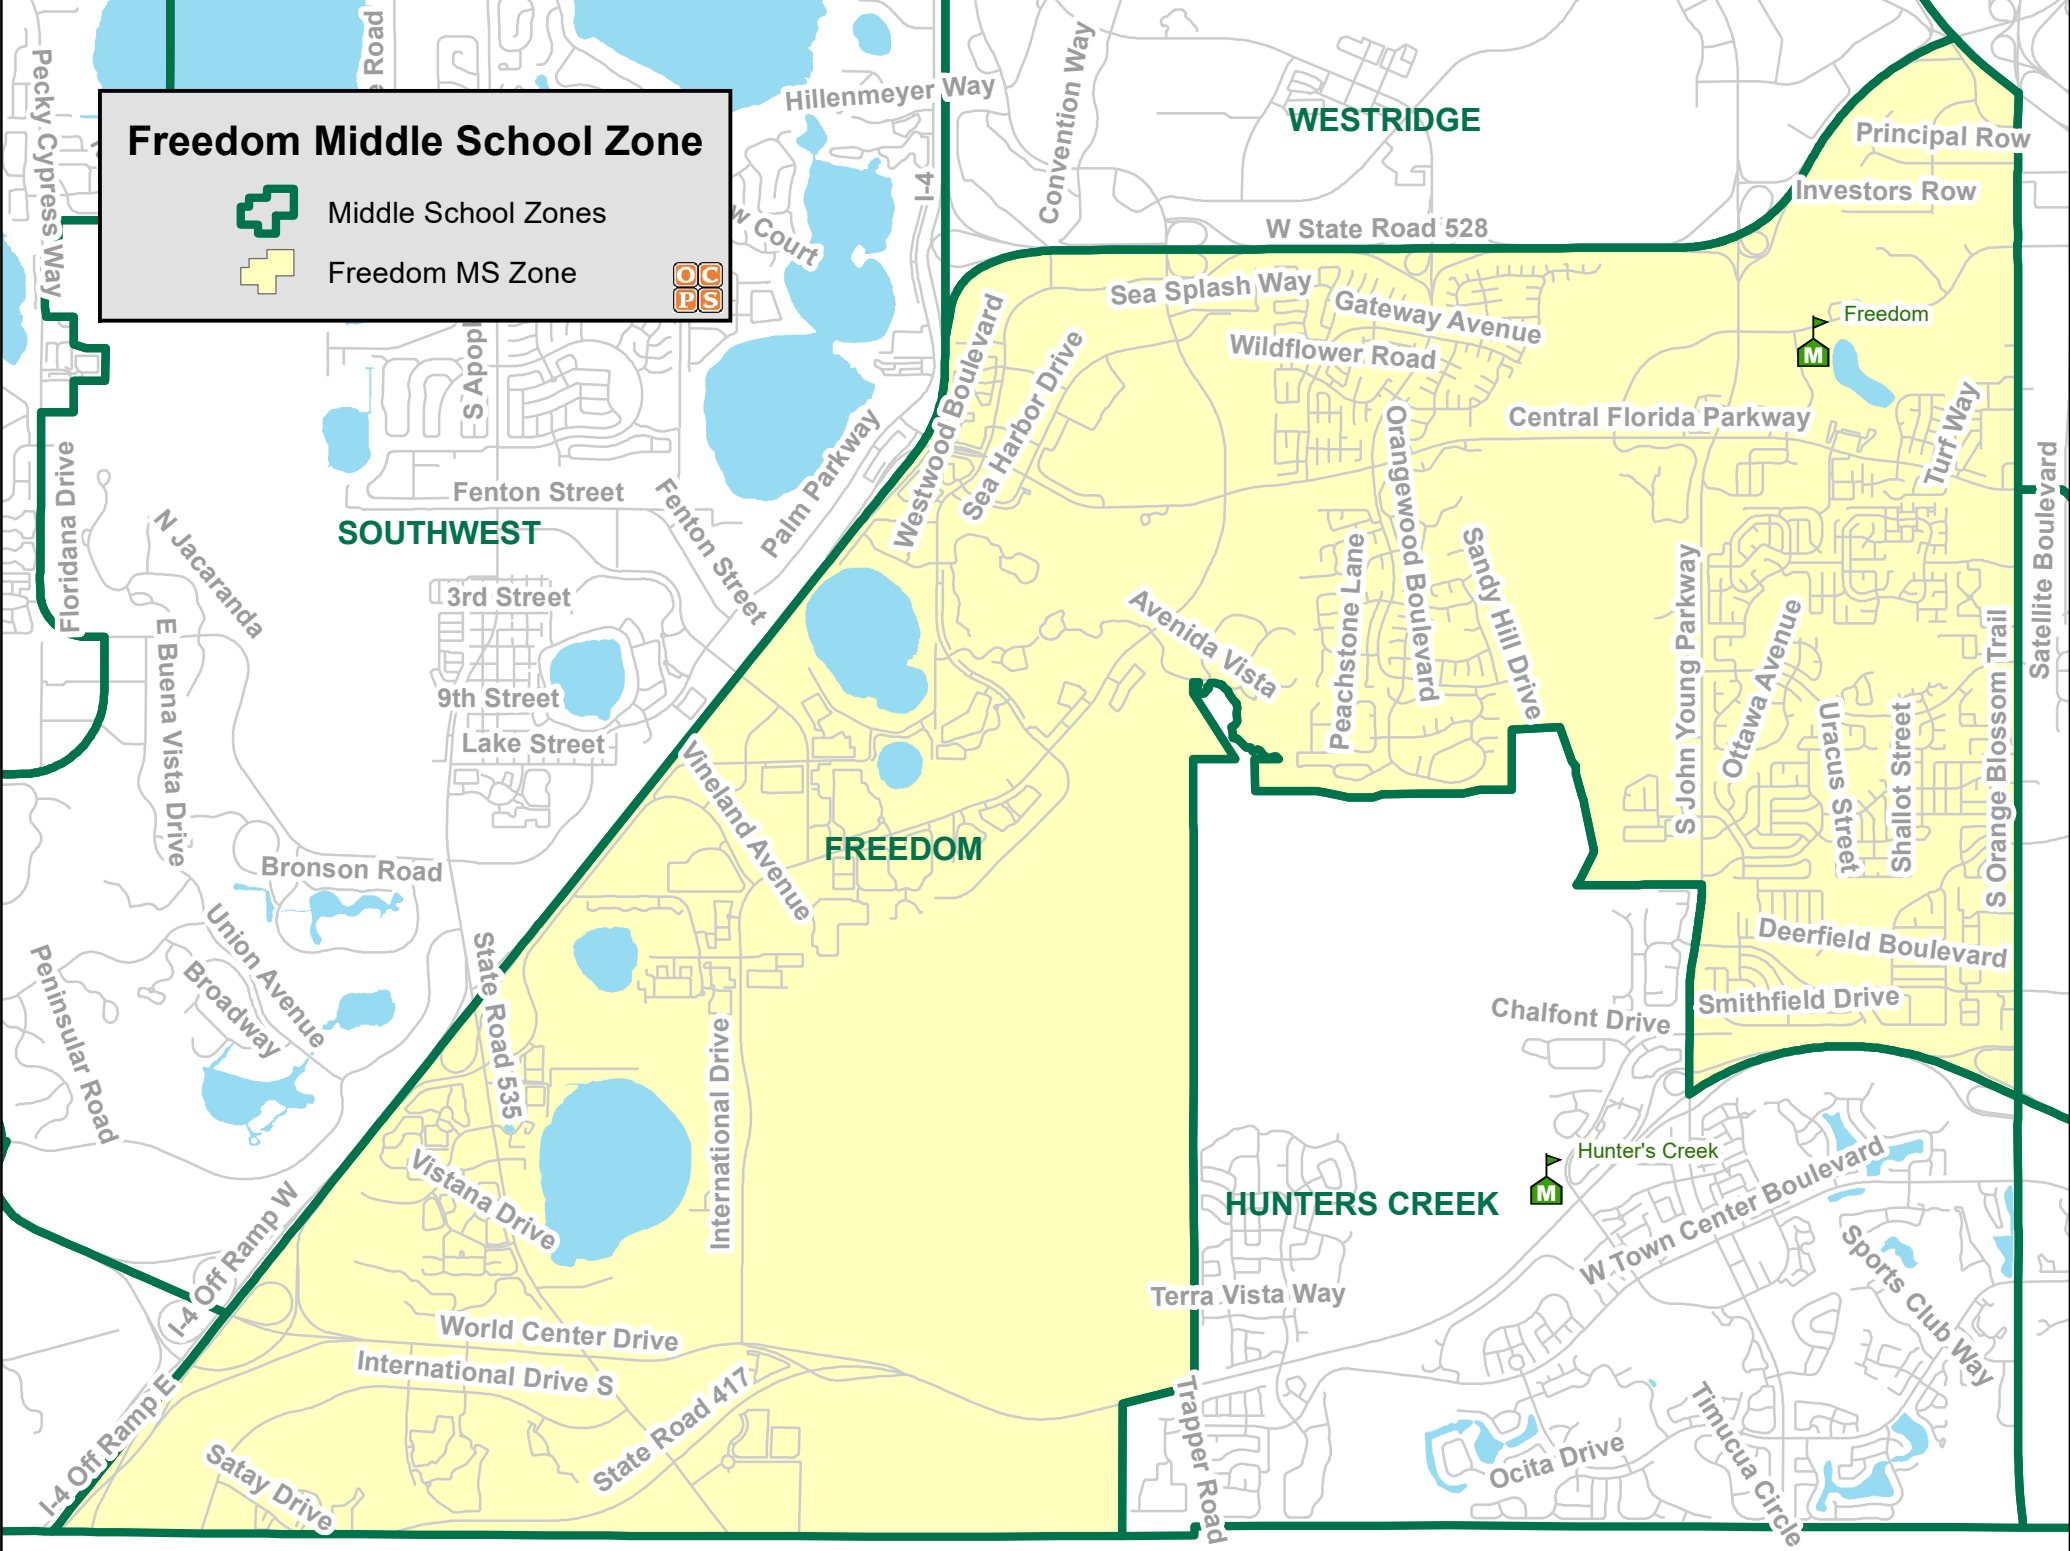 Freedom Middle School Zone
Middle School Zones
Freedom MS Zone
O C
P S
Pecky Cypress Way
Road
Hillenmeyer Way
Convention Way
WESTRIDGE
Principal Row
Investors Row
I-4
w Court
W State Road 528
Sea Splash Way
Gateway Avenue
Wildflower Road
Freedom
M
Westwood Boulevard
Sea Harbor Drive
S Apop
Palm Parkway
Central Florida Parkway
Turf Way
Orangewood Boulevard
Floridana Drive
Fenton Street
SOUTHWEST
Fenton Street
N Jacaranda
Satellite Boulevard
Peachstone Lane
Sandy Hill Drive
S John Young Parkway
3rd Street
Avenida Vista
Ottawa Avenue
S Orange Blossom Trail
E Buena Vista Drive
9th Street
Lake Street
Uracus Street
Shallot Street
Vineland Avenue
FREEDOM
Bronson Road
Union Avenue
Broadway
Peninsular Road
State Road 535
Deerfield Boulevard
Smithfield Drive
Chalfont Drive
International Drive
Hunter's Creek
M
HUNTERS CREEK
W Town Center Boulevard
Vistana Drive
I-4 Off Ramp W
Sports Club Way
Terra Vista Way
World Center Drive
International Drive S
State Road 417
I-4 Off Ramp E
Satay Drive
Trapper Road
Ocita Drive
Timucua Circle